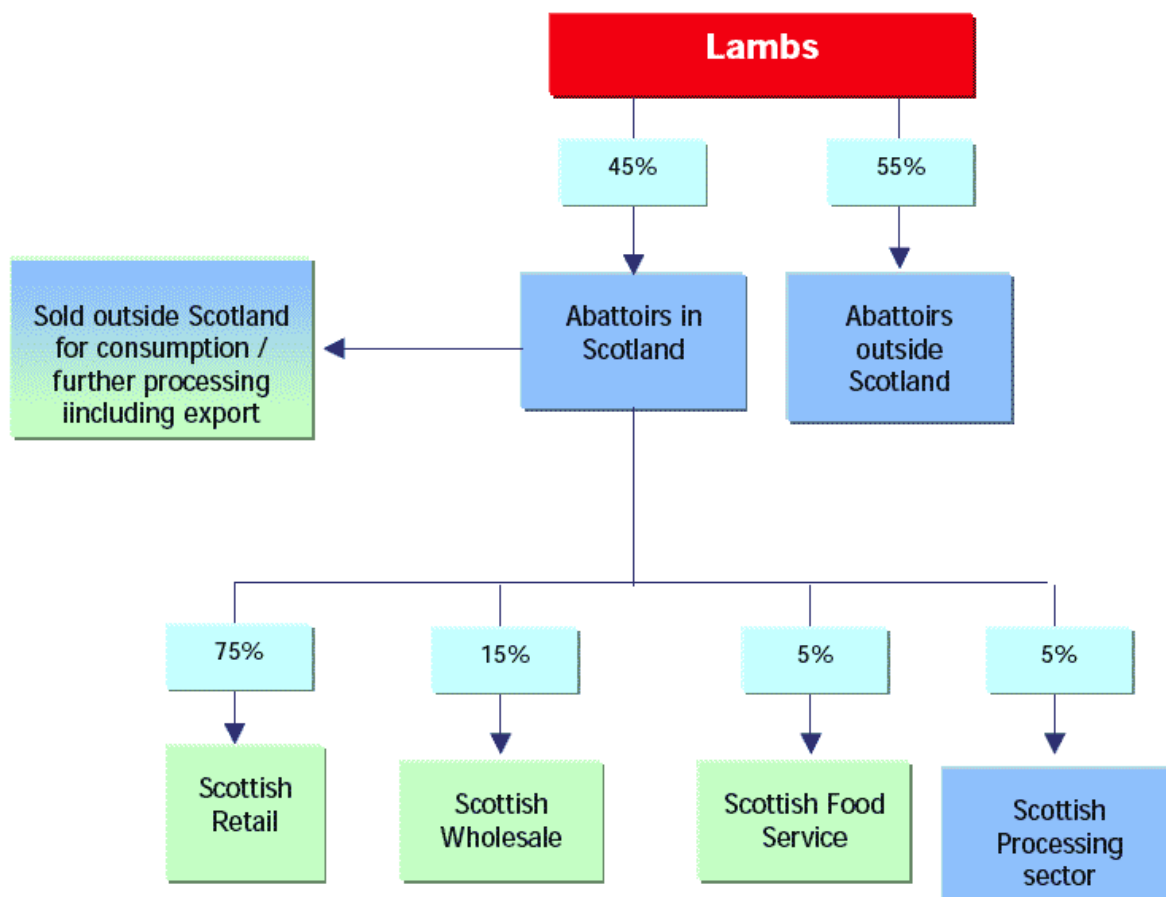 Lambs
45%
55%
Sold outside Scotland
for consumption /
further processing
iincluding export
Abattoirs in
Scotland
Abattoirs
outside
Scotland
75%
15%
5%
5%
Scottish
Retail
Scottish
Wholesale
Scottish Food
Service
Scottish
Processing
sector